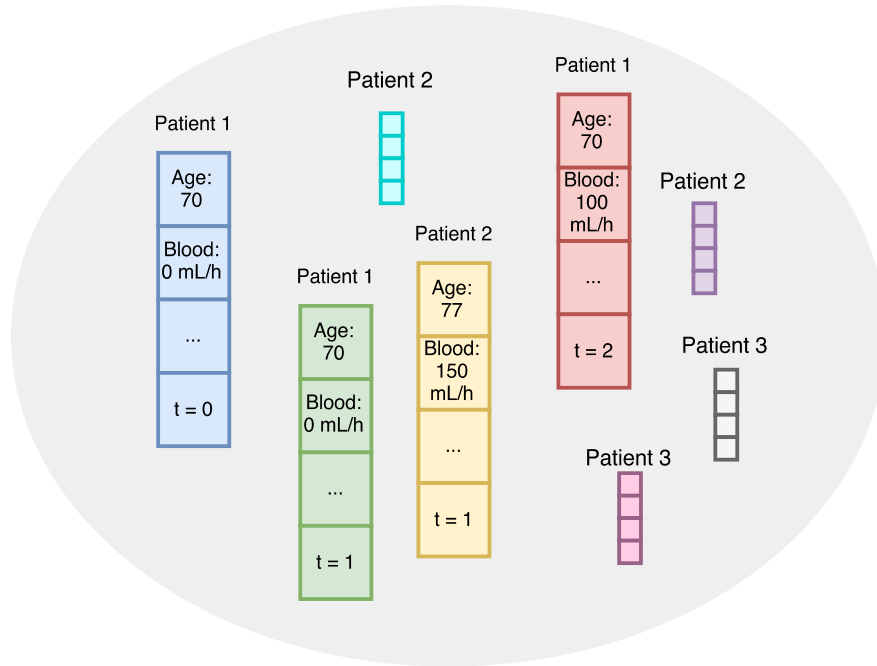 Patient 1
Age:
70
Blood:
0 mL/h
...
t = 0
Patient 2
Patient 1
Age:
70
Blood:
0 mL/h
...
t = 1
Patient 2
Age:
77
Blood:
150
mL/h
...
t = 1
Patient 1
Age:
70
Blood:
100
mL/h
...
t = 2
Patient 2
Patient 3
Patient 3